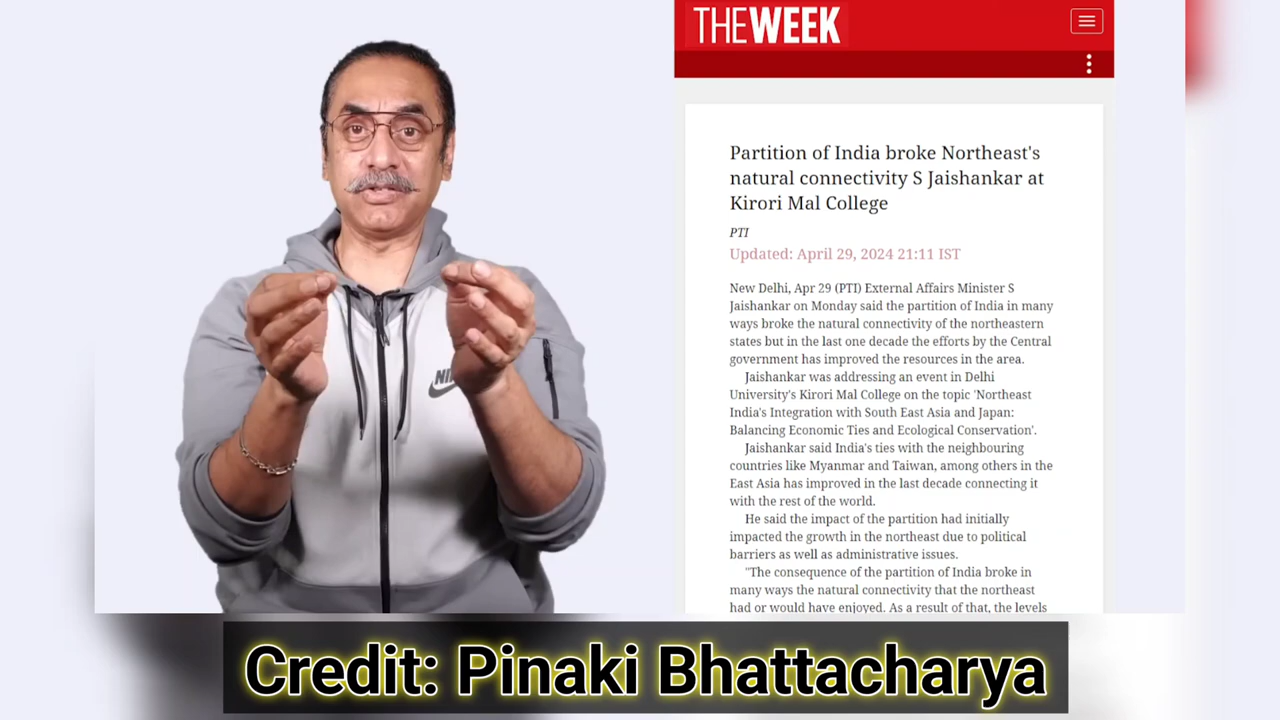 THEWEEK
Partition of India broke Northeast's
natural connectivity S Jaishankar at
Kirori Mal College
PTI
Updated: April 29, 2024 21:11 IST
New Delhi, Apr 29 (PTI) External Affairs Minister S
Jaishankar on Monday said the partition of India in many
ways broke the natural connectivity of the northeastern
states but in the last one decade the efforts by the Central
government has improved the resources in the area.
Jaishankar was addressing an event in Delhi
University's Kirori Mal College on the topic 'Northeast
India's Integration with South East Asia and Japan:
Balancing Economic Ties and Ecological Conservation'.
Jaishankar said India's ties with the neighbouring
countries like Myanmar and Taiwan, among others in the
East Asia has improved in the last decade connecting it
with the rest of the world.
He said the impact of the partition had initially
impacted the growth in the northeast due to political
barriers as well as administrative issues.
"The consequence of the partition of India broke in
many ways the natural connectivity that the northeast
had or would have enjoyed. As a result of that, the levels
Credit: Pinaki Bhattacharya